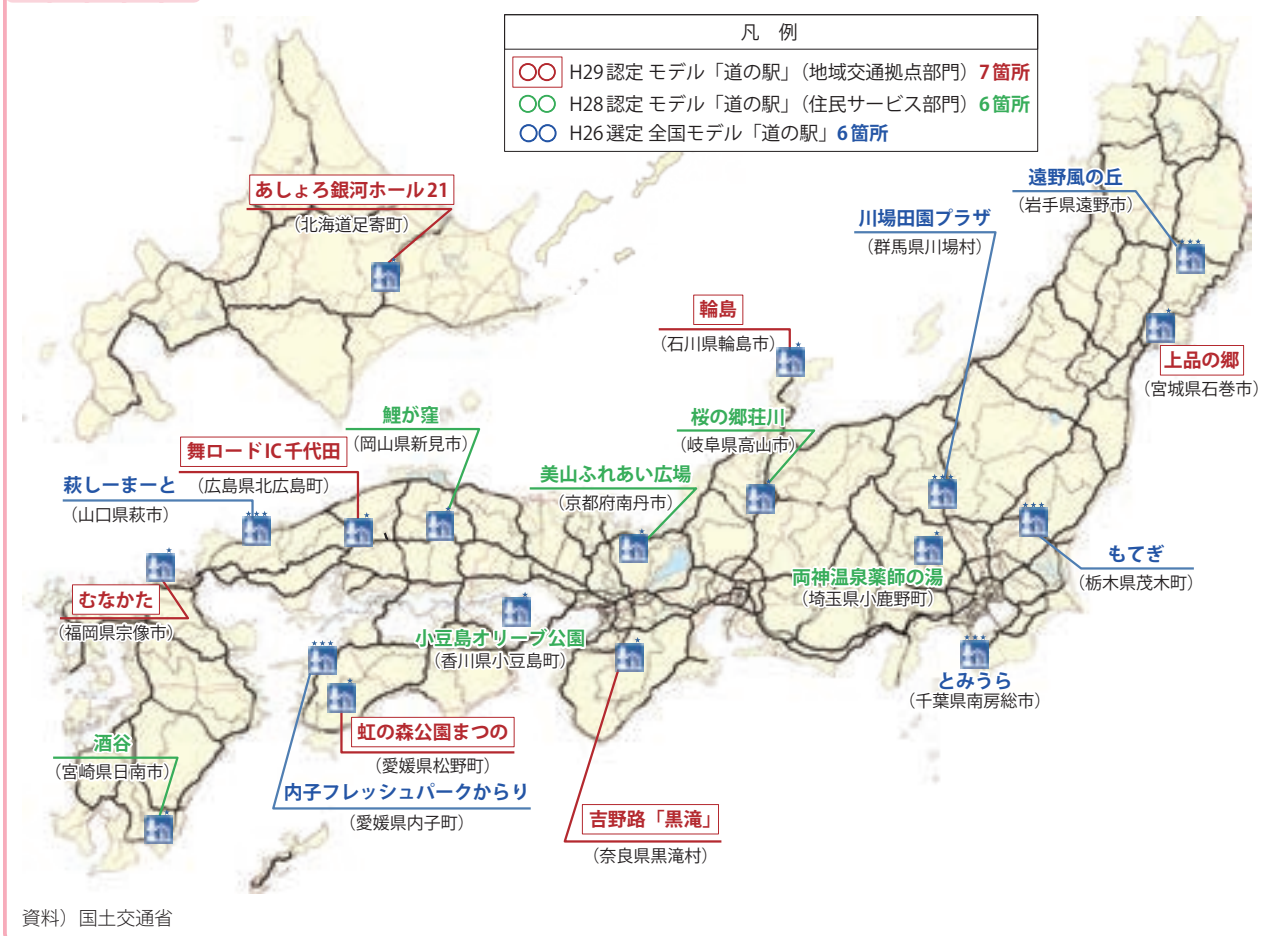 凡 例
○○ H29認定 モデル「道の駅」（地域交通拠点部門） 7箇所
○○ H28認定 モデル「道の駅」（住民サービス部門） 6箇所
○○ H26選定 全国モデル「道の駅」6箇所
あしょろ銀河ホール21
（北海道足寄町）
遠野風の丘
（岩手県遠野市）
川場田園プラザ
（群馬県川場村）
輪島
（石川県輪島市）
上品の郷
（宮城県石巻市）
鯉が窪
（岡山県新見市）
桜の郷荘川
（岐阜県高山市）
舞ロードIC千代田
（広島県北広島町）
美山ふれあい広場
（京都府南丹市）
萩しーまーと
（山口県萩市）
もてぎ
（栃木県茂木町）
両神温泉薬師の湯
（埼玉県小鹿野町）
むなかた
（福岡県宗像市）
小豆島オリーブ公園
（香川県小豆島町）
とみうら
（千葉県南房総市）
虹の森公園まつの
（愛媛県松野町）
酒谷
（宮崎県日南市）
内子フレッシュパークからり
（愛媛県内子町）
吉野路「黒滝」
（奈良県黒滝村）
資料）国土交通省